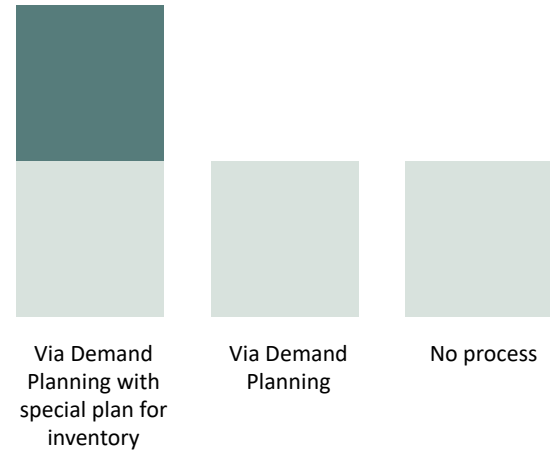 Via Demand
Planning with
special plan for
inventory
Via Demand
Planning
No process